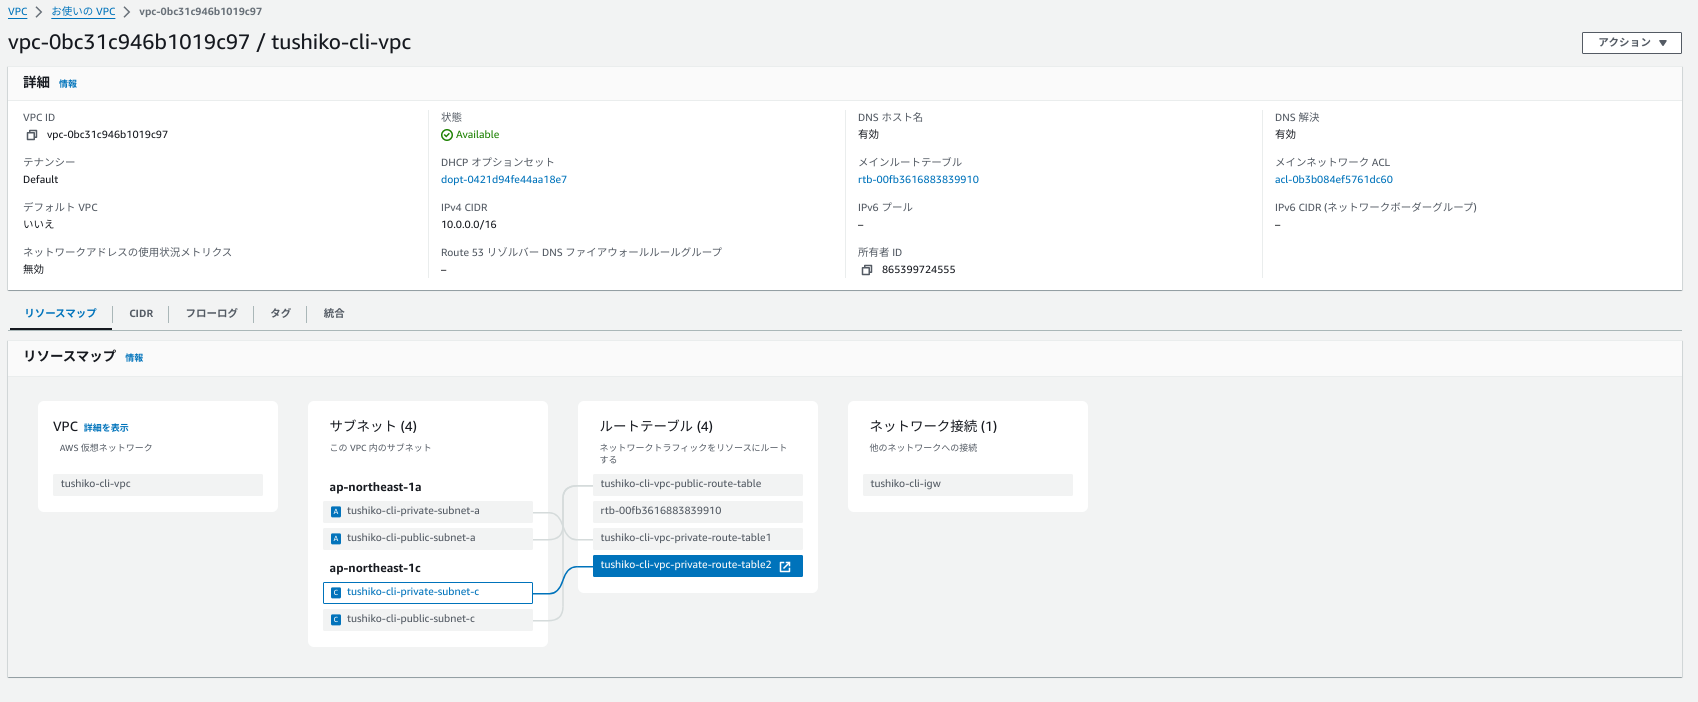 VPC > お使いの VPC > vpc-0bc31c946b1019c97
vpc-0bc31c946b1019c97 / tushiko-cli-vpc
アクション ▼
詳細 情報
VPC ID
vpc-0bc31c946b1019c97
状態
Available
DNS ホスト名
有効
DNS 解決
有効
テナンシー
Default
DHCP オプションセット
dopt-0421d94fe44aa18e7
メインルートテーブル
rtb-00fb3616883839910
メインネットワーク ACL
acl-0b3b084ef5761dc60
デフォルト VPC
いいえ
IPv4 CIDR
10.0.0.0/16
IPv6 プール
–
IPv6 CIDR (ネットワークボーダーグループ)
–
ネットワークアドレスの使用状況メトリクス
無効
Route 53 リゾルバー DNS ファイアウォールルールグループ
–
所有者 ID
865399724555
リソースマップ CIDR フローログ タグ 統合
リソースマップ 情報
VPC 詳細を表示
AWS 仮想ネットワーク
tushiko-cli-vpc
サブネット (4)
この VPC 内のサブネット
ap-northeast-1a
A tushiko-cli-private-subnet-a
A tushiko-cli-public-subnet-a
ap-northeast-1c
C tushiko-cli-private-subnet-c
C tushiko-cli-public-subnet-c
ルートテーブル (4)
ネットワークトラフィックをリソースにルート
する
tushiko-cli-vpc-public-route-table
rtb-00fb3616883839910
tushiko-cli-vpc-private-route-table1
tushiko-cli-vpc-private-route-table2
ネットワーク接続 (1)
他のネットワークへの接続
tushiko-cli-igw